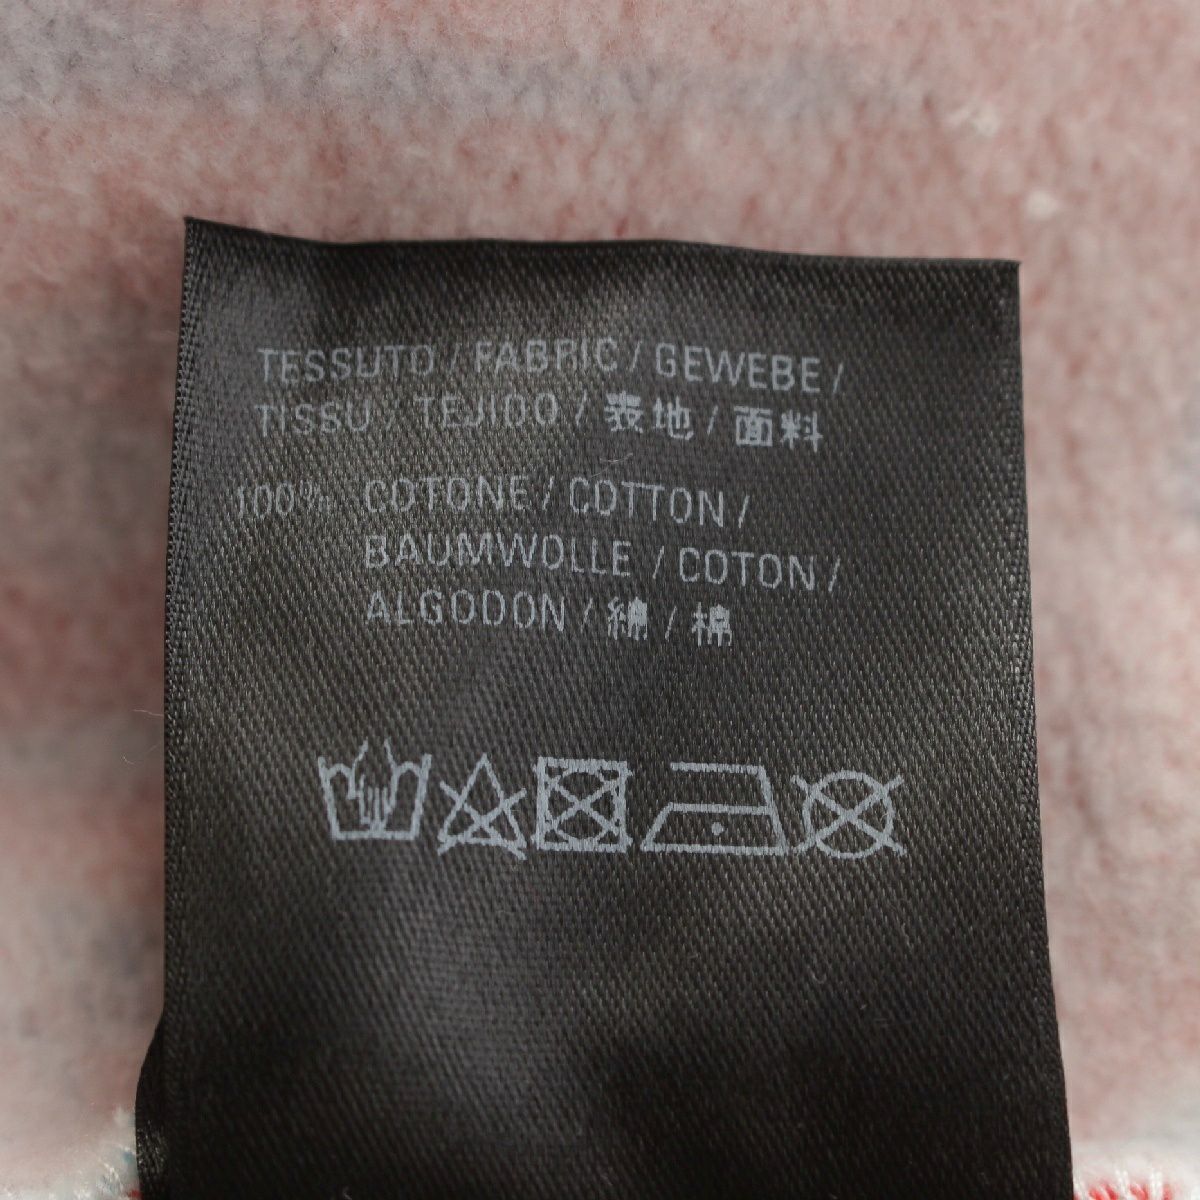 TESSUTO / FABRIC / GEWEBE /
TISSU / TEJIDO / 表地 / 面料
100% COTONE / COTTON /
BAUMWOLLE / COTON /
ALGODON / 綿 / 棉